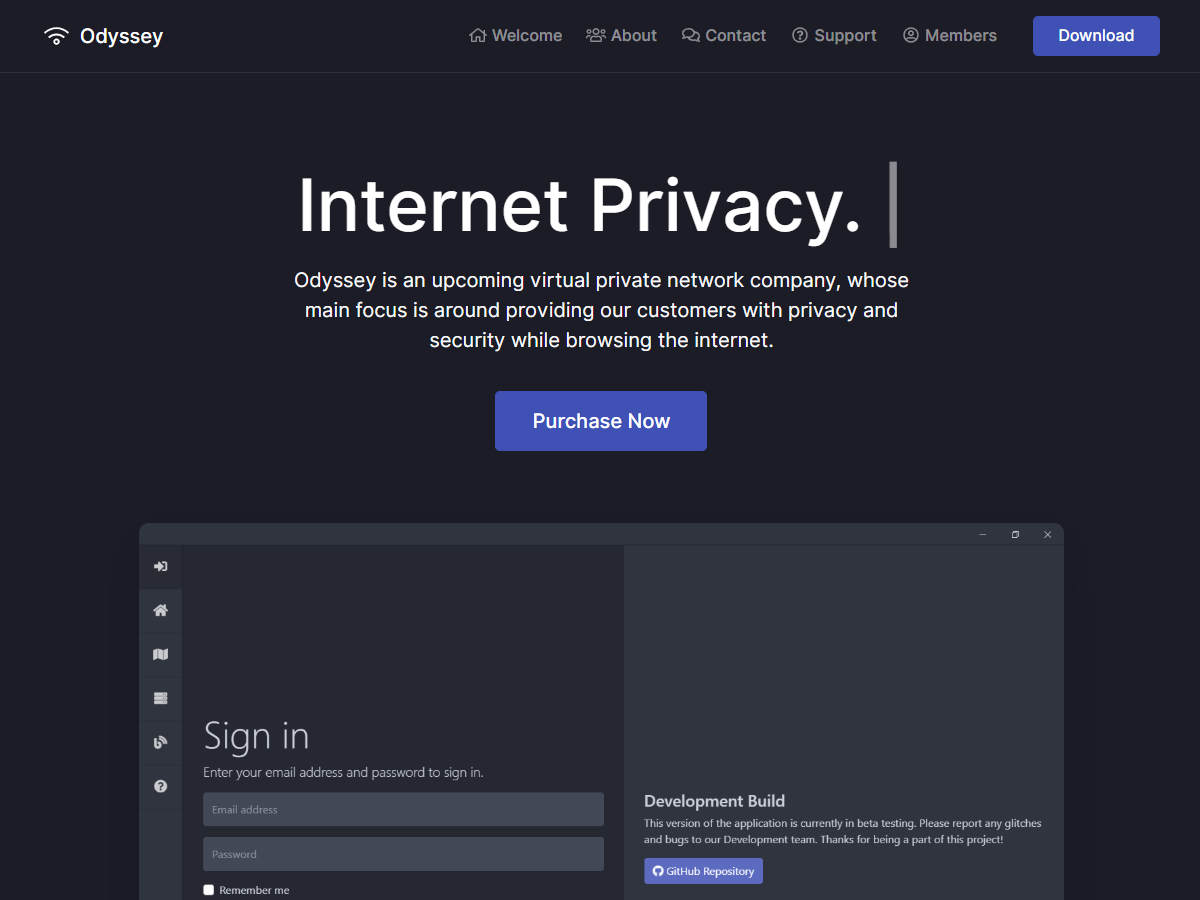 Odyssey
Welcome
About
Contact
Support
Members
Download
Internet Privacy.
Odyssey is an upcoming virtual private network company, whose
main focus is around providing our customers with privacy and
security while browsing the internet.
Purchase Now
Sign in
Enter your email address and password to sign in.
Email address
Password
Remember me
Development Build
This version of the application is currently in beta testing. Please report any glitches
and bugs to our Development team. Thanks for being a part of this project!
GitHub Repository